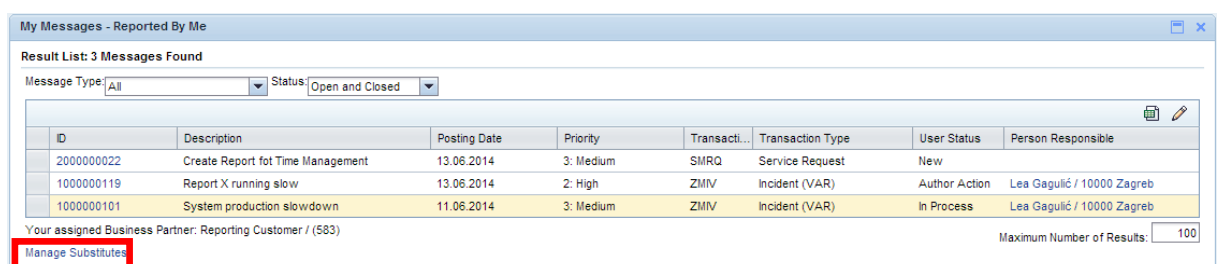 My Messages - Reported By Me
Result List: 3 Messages Found
Message Type: All Status: Open and Closed
ID Description Posting Date Priority Transacti... Transaction Type User Status Person Responsible
2000000022 Create Report fot Time Management 13.06.2014 3: Medium SMRQ Service Request New
1000000119 Report X running slow 13.06.2014 2: High ZMIV Incident (VAR) Author Action Lea Gagulić / 10000 Zagreb
1000000101 System production slowdown 11.06.2014 3: Medium ZMIV Incident (VAR) In Process Lea Gagulić / 10000 Zagreb
Your assigned Business Partner: Reporting Customer / (583) Maximum Number of Results: 100
Manage Substitutes